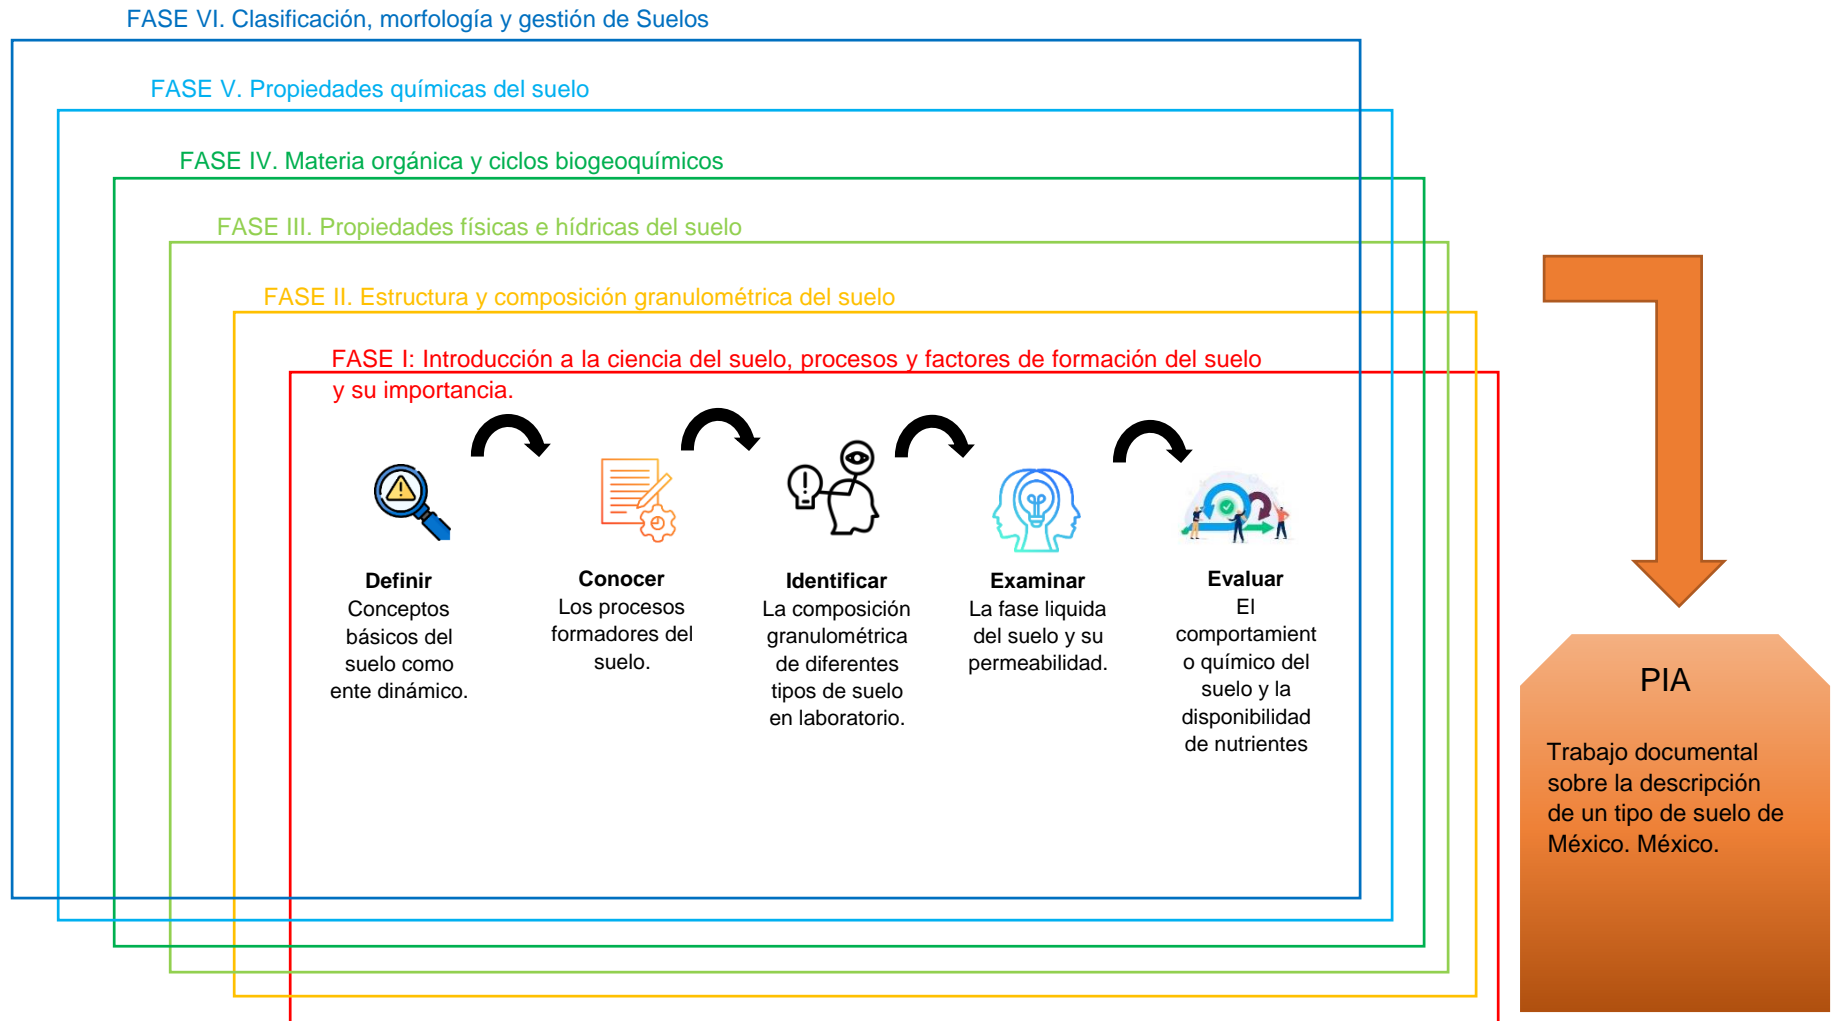 FASE VI. Clasificación, morfología y gestión de Suelos
FASE V. Propiedades químicas del suelo
FASE IV. Materia orgánica y ciclos biogeoquímicos
FASE III. Propiedades físicas e hídricas del suelo
FASE II. Estructura y composición granulométrica del suelo
FASE I: Introducción a la ciencia del suelo, procesos y factores de formación del suelo
y su importancia.
Definir
Conceptos
básicos del
suelo como
ente dinámico.
Conocer
Los procesos
formadores del
suelo.
Identificar
La composición
granulométrica
de diferentes
tipos de suelo
en laboratorio.
Examinar
La fase liquida
del suelo y su
permeabilidad.
Evaluar
El
comportamient
o químico del
suelo y la
disponibilidad
de nutrientes
PIA
Trabajo documental
sobre la descripción
de un tipo de suelo de
México. México.